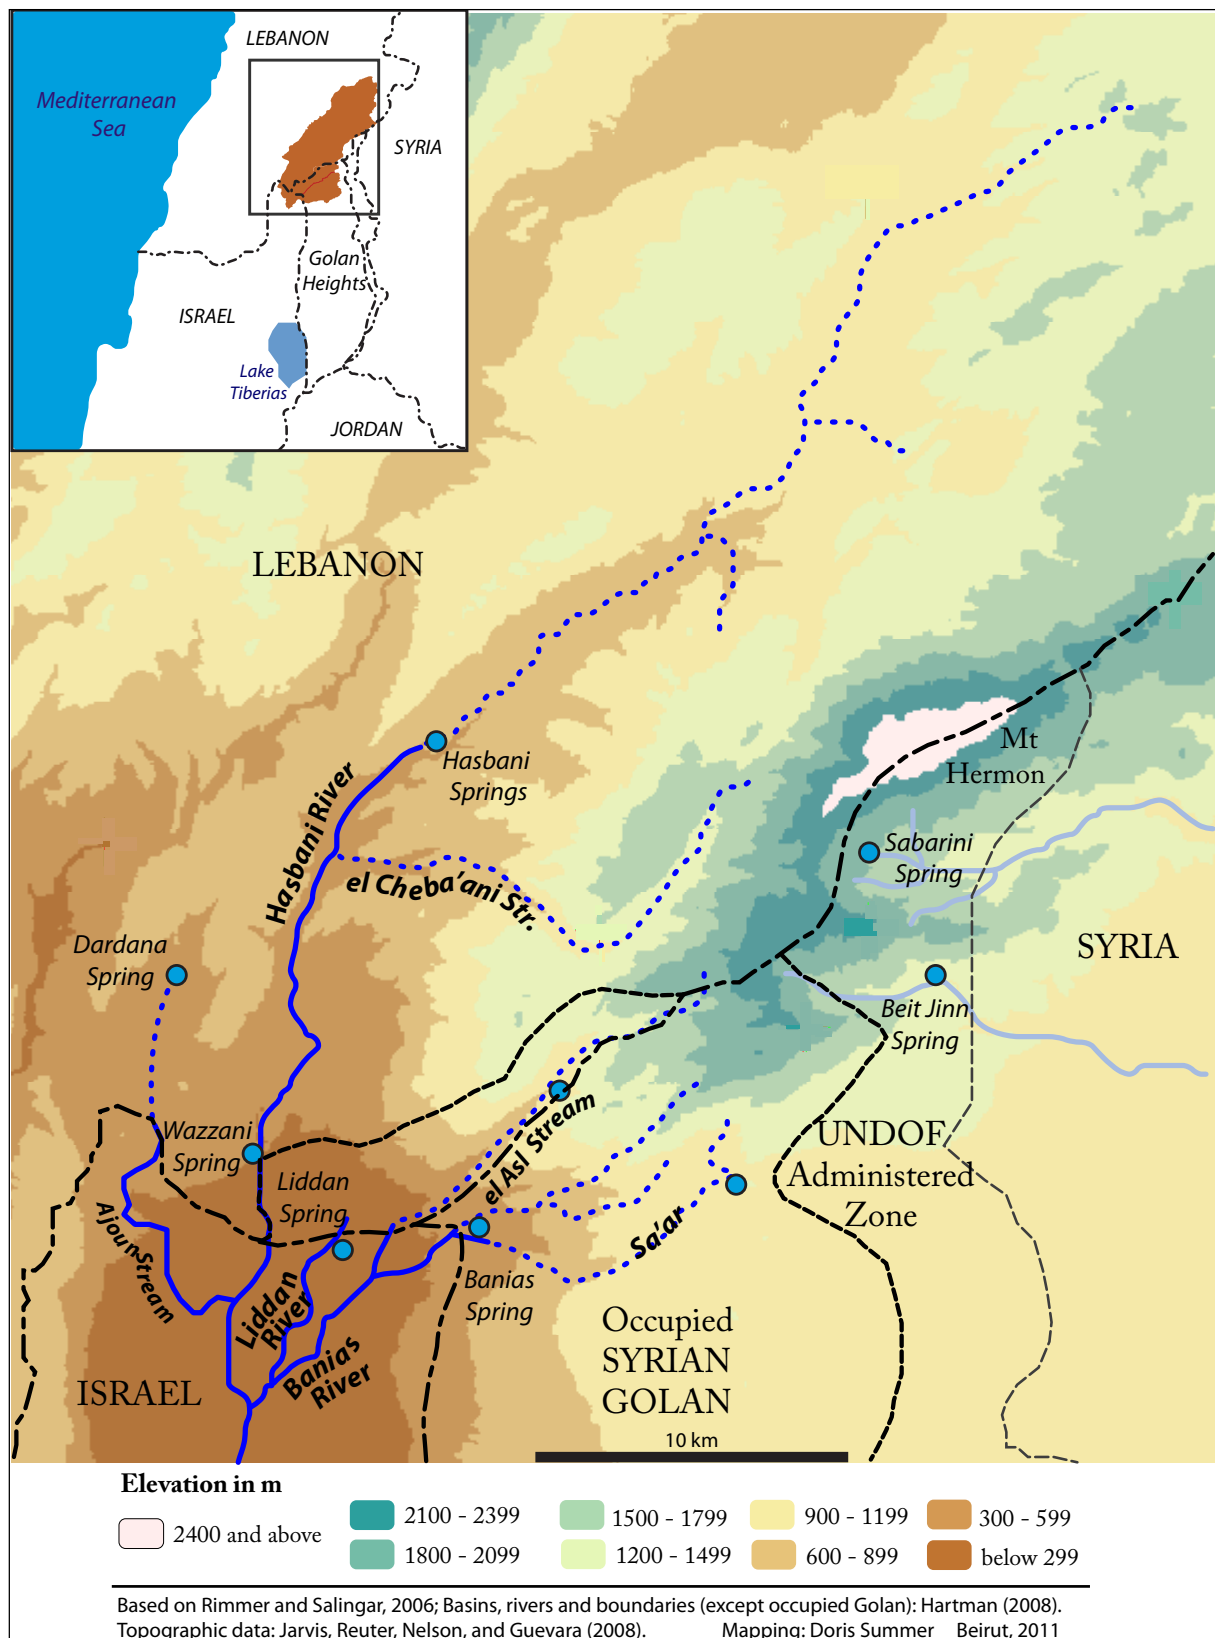 LEBANON
Mediterranean
Sea
SYRIA
Golan
Heights
ISRAEL
Lake
Tiberias
JORDAN
LEBANON
Mt
Hermon
Hasbani
Springs
Hasbani River
el Cheba'ani Str.
Sabarini
Spring
Dardana
Spring
SYRIA
Beit Jinn
Spring
Wazzani
Spring
el Asl Stream
UNDOF
Administered
Zone
Liddan
Spring
Ajoun Stream
Sa'ar
Banias
Spring
Liddan
River
Banias
River
Occupied
SYRIAN
GOLAN
ISRAEL
10 km
Elevation in m
2400 and above
2100 - 2399
1800 - 2099
1500 - 1799
1200 - 1499
900 - 1199
600 - 899
300 - 599
below 299
Based on Rimmer and Salingar, 2006; Basins, rivers and boundaries (except occupied Golan): Hartman (2008).
Topographic data: Jarvis, Reuter, Nelson, and Guevara (2008). Mapping: Doris Summer Beirut, 2011